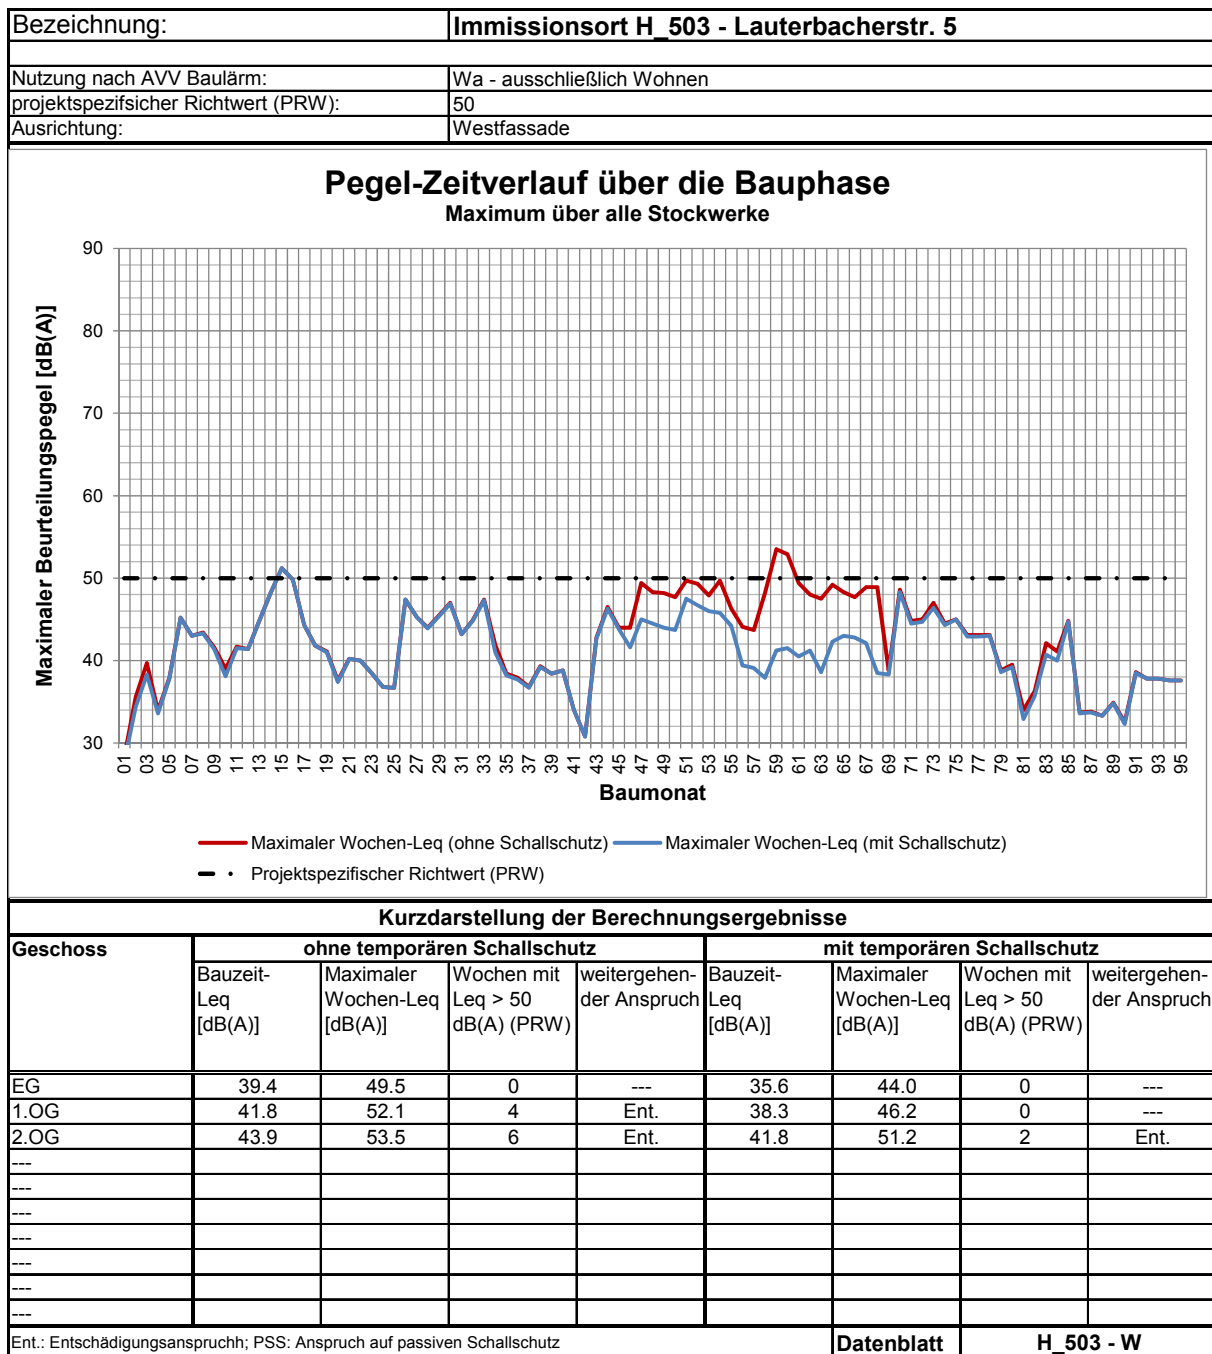 Bezeichnung: Immissionsort H_503 - Lauterbacherstr. 5
Nutzung nach AVV Baulärm: Wa - ausschließlich Wohnen
projektspezifsicher Richtwert (PRW): 50
Ausrichtung: Westfassade
Pegel-Zeitverlauf über die Bauphase
Maximum über alle Stockwerke
Maximaler Beurteilungspegel [dB(A)]
90
80
70
60
50
40
30
01 03 05 07 09 11 13 15 17 19 21 23 25 27 29 31 33 35 37 39 41 43 45 47 49 51 53 55 57 59 61 63 65 67 69 71 73 75 77 79 81 83 85 87 89 91 93 95
Baumonat
Maximaler Wochen-Leq (ohne Schallschutz) Maximaler Wochen-Leq (mit Schallschutz)
Projektspezifischer Richtwert (PRW)
Kurzdarstellung der Berechnungsergebnisse
Geschoss ohne temporären Schallschutz mit temporären Schallschutz
Bauzeit- Maximaler Wochen mit weitergehen- Bauzeit- Maximaler Wochen mit weitergehen-
Leq Wochen-Leq Leq > 50 der Anspruch Leq Wochen-Leq Leq > 50 der Anspruch
[dB(A)] [dB(A)] dB(A) (PRW) [dB(A)] [dB(A)] dB(A) (PRW)
EG 39.4 49.5 0 --- 35.6 44.0 0 ---
1.OG 41.8 52.1 4 Ent. 38.3 46.2 0 ---
2.OG 43.9 53.5 6 Ent. 41.8 51.2 2 Ent.
---
---
---
---
---
---
---
Ent.: Entschädigungsanspruchh; PSS: Anspruch auf passiven Schallschutz Datenblatt H_503 - W